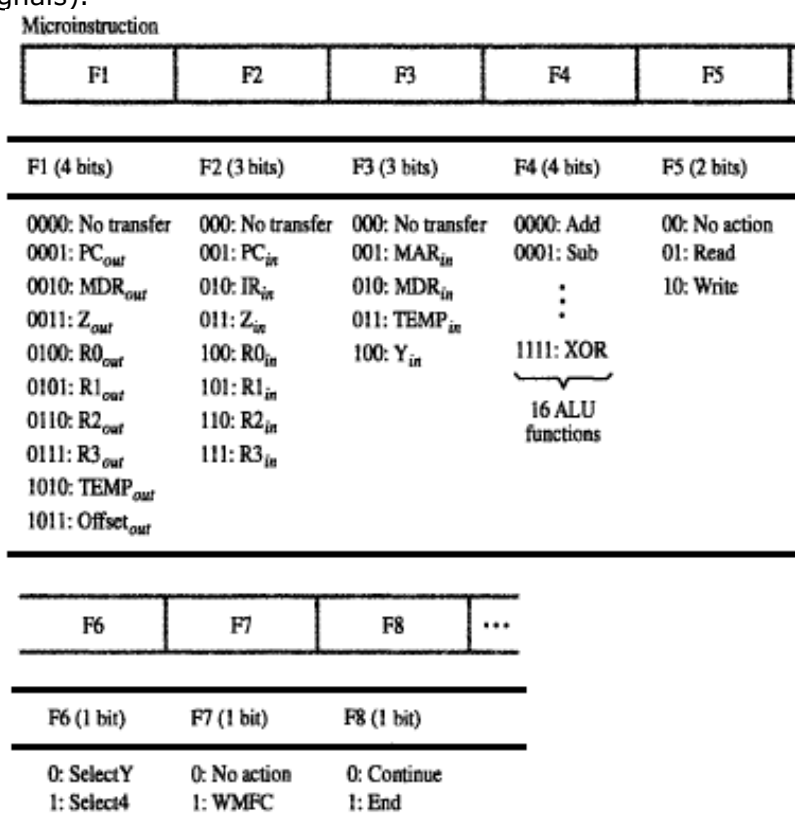 gnals).
Microinstruction
F1 F2 F3 F4 F5
F1 (4 bits) F2 (3 bits) F3 (3 bits) F4 (4 bits) F5 (2 bits)
0000: No transfer 000: No transfer 000: No transfer 0000: Add 00: No action
0001: PCout 001: PCin 001: MARin 0001: Sub 01: Read
0010: MDRout 010: IRin 010: MDRin ⋮ 10: Write
0011: Zout 011: Zin 011: TEMPin
0100: R0out 100: R0in 100: Yin 1111: XOR
0101: R1out 101: R1in 16 ALU
0110: R2out 110: R2in functions
0111: R3out 111: R3in
1010: TEMPout
1011: Offsetout
F6 F7 F8 ...
F6 (1 bit) F7 (1 bit) F8 (1 bit)
0: SelectY 0: No action 0: Continue
1: Select4 1: WMFC 1: End